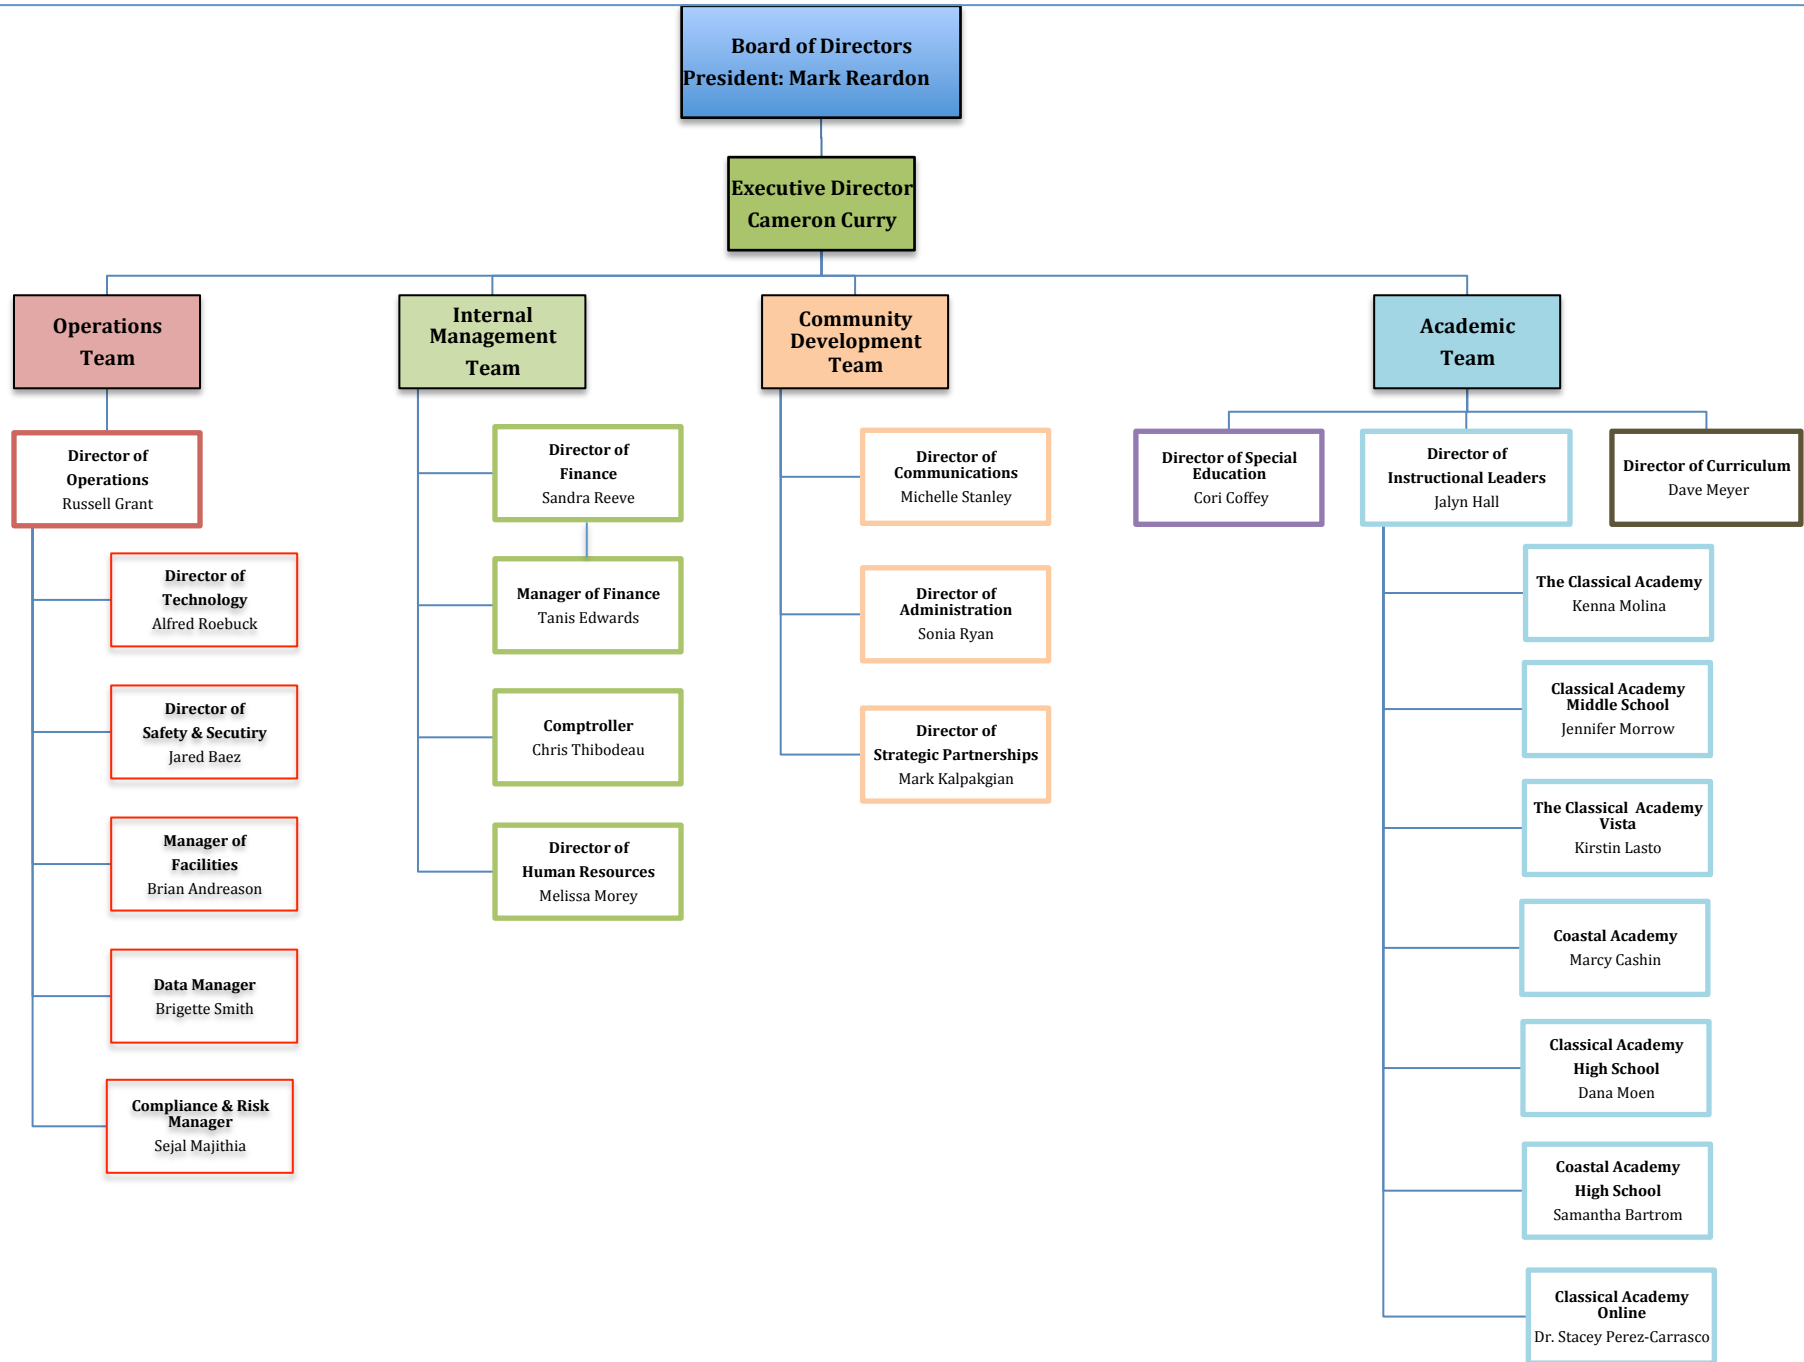 Board of Directors
President: Mark Reardon
Executive Director
Cameron Curry
Operations
Team
Internal
Management
Team
Community
Development
Team
Academic
Team
Director of
Operations
Russell Grant
Director of
Technology
Alfred Roebuck
Director of
Safety & Secutiry
Jared Baez
Manager of
Facilities
Brian Andreason
Data Manager
Brigette Smith
Compliance & Risk
Manager
Sejal Majithia
Director of
Finance
Sandra Reeve
Manager of Finance
Tanis Edwards
Comptroller
Chris Thibodeau
Director of
Human Resources
Melissa Morey
Director of
Communications
Michelle Stanley
Director of
Administration
Sonia Ryan
Director of
Strategic Partnerships
Mark Kalpakgian
Director of Special
Education
Cori Coffey
Director of
Instructional Leaders
Jalyn Hall
Director of Curriculum
Dave Meyer
The Classical Academy
Kenna Molina
Classical Academy
Middle School
Jennifer Morrow
The Classical  Academy
Vista
Kirstin Lasto
Coastal Academy
Marcy Cashin
Classical Academy
High School
Dana Moen
Coastal Academy
High School
Samantha Bartrom
Classical Academy
Online
Dr. Stacey Perez-Carrasco